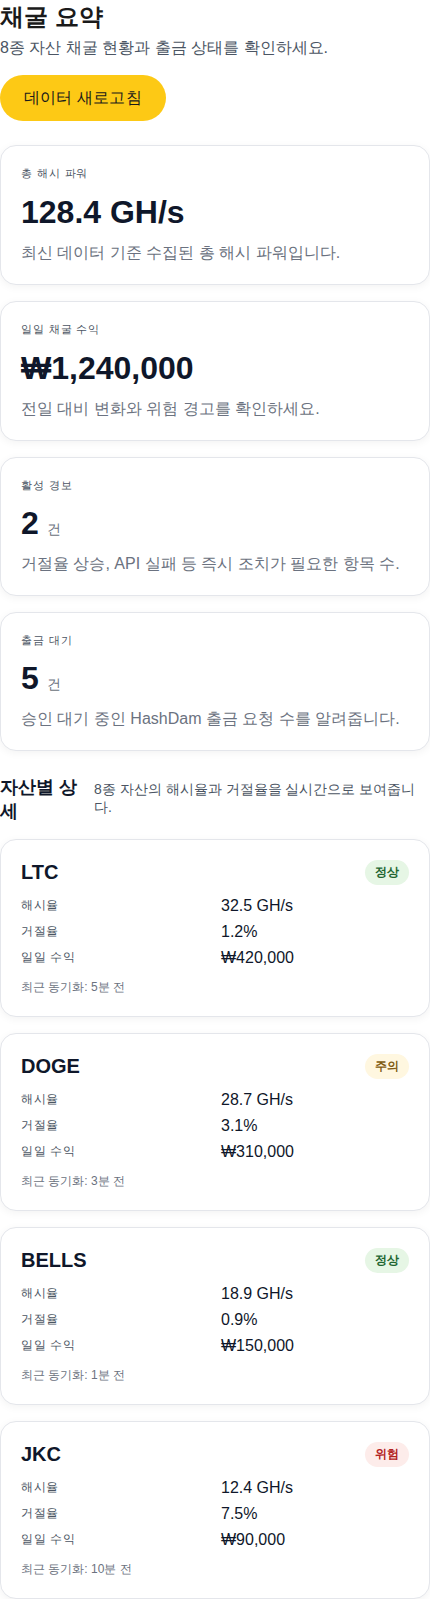 채굴 요약
8종 자산 채굴 현황과 출금 상태를 확인하세요.
데이터 새로고침
총 해시 파워
128.4 GH/s
최신 데이터 기준 수집된 총 해시 파워입니다.
일일 채굴 수익
₩1,240,000
전일 대비 변화와 위험 경고를 확인하세요.
활성 경보
2 건
거절율 상승, API 실패 등 즉시 조치가 필요한 항목 수.
출금 대기
5 건
승인 대기 중인 HashDam 출금 요청 수를 알려줍니다.
자산별 상
세
8종 자산의 해시율과 거절율을 실시간으로 보여줍니
다.
LTC 정상
해시율 32.5 GH/s
거절율 1.2%
일일 수익 ₩420,000
최근 동기화: 5분 전
DOGE 주의
해시율 28.7 GH/s
거절율 3.1%
일일 수익 ₩310,000
최근 동기화: 3분 전
BELLS 정상
해시율 18.9 GH/s
거절율 0.9%
일일 수익 ₩150,000
최근 동기화: 1분 전
JKC 위험
해시율 12.4 GH/s
거절율 7.5%
일일 수익 ₩90,000
최근 동기화: 10분 전